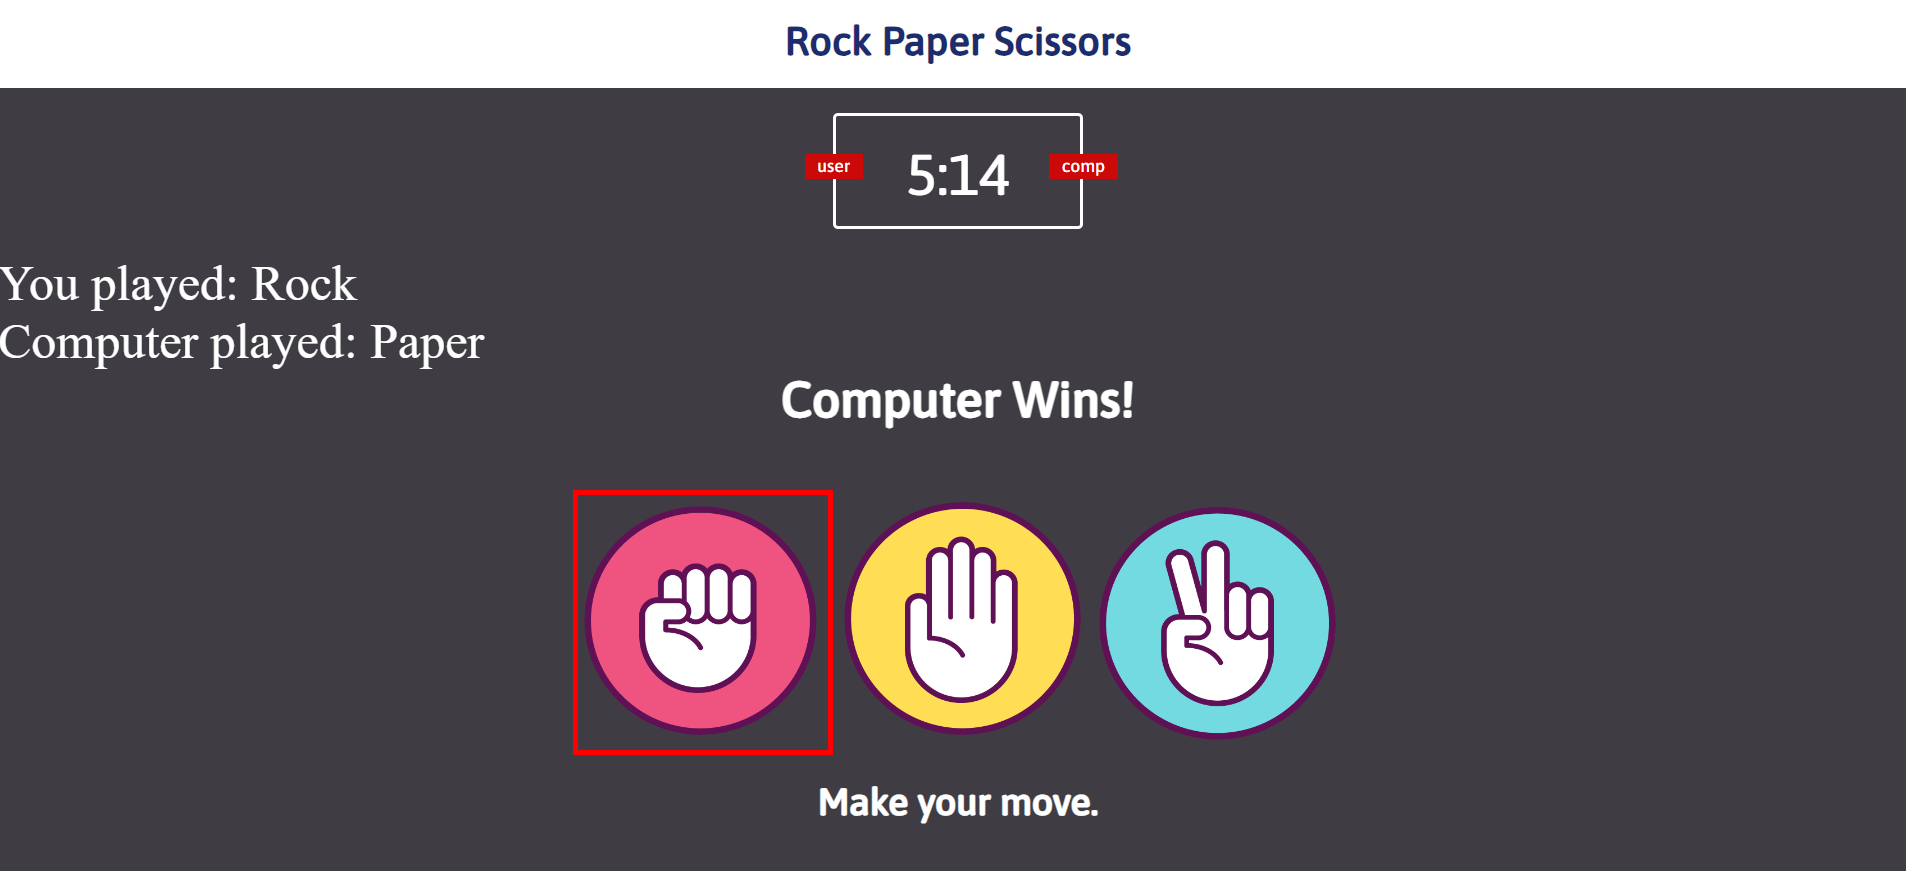 Rock Paper Scissors
user 5:14 comp
You played: Rock
Computer played: Paper
Computer Wins!
Make your move.